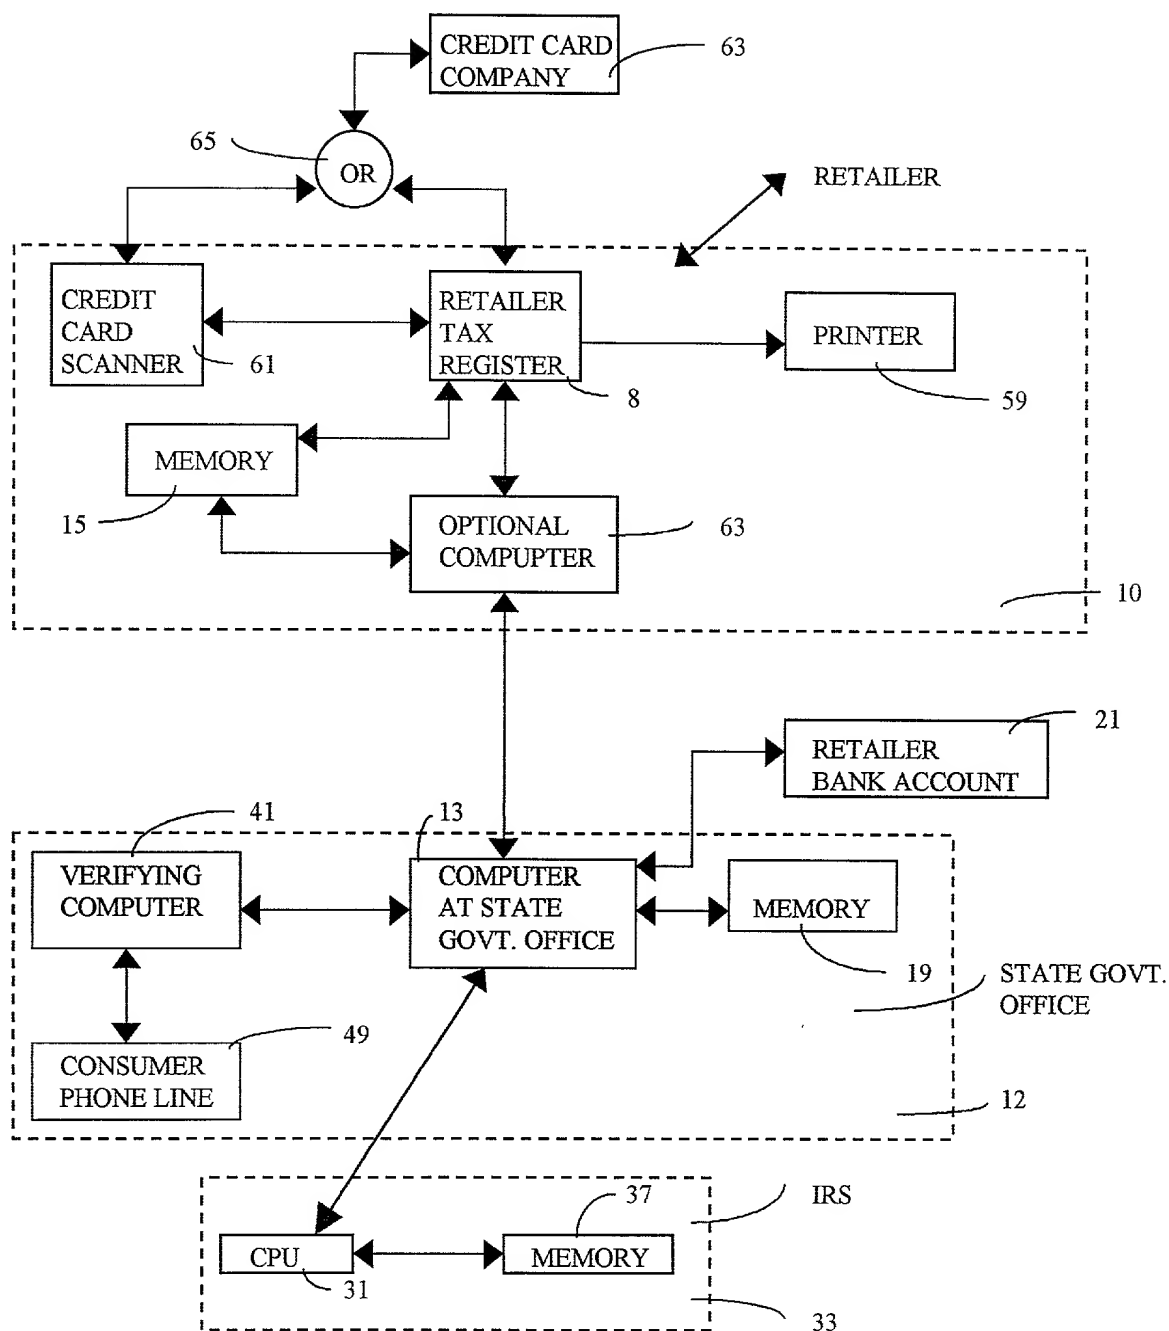 CREDIT CARD
COMPANY
63
65
OR
RETAILER
CREDIT
CARD
SCANNER
61
RETAILER
TAX
REGISTER
8
PRINTER
59
MEMORY
15
OPTIONAL
COMPUPTER
63
10
21
RETAILER
BANK ACCOUNT
41
13
VERIFYING
COMPUTER
COMPUTER
AT STATE
GOVT. OFFICE
MEMORY
19
STATE GOVT.
OFFICE
49
CONSUMER
PHONE LINE
12
37
IRS
CPU
MEMORY
31
33